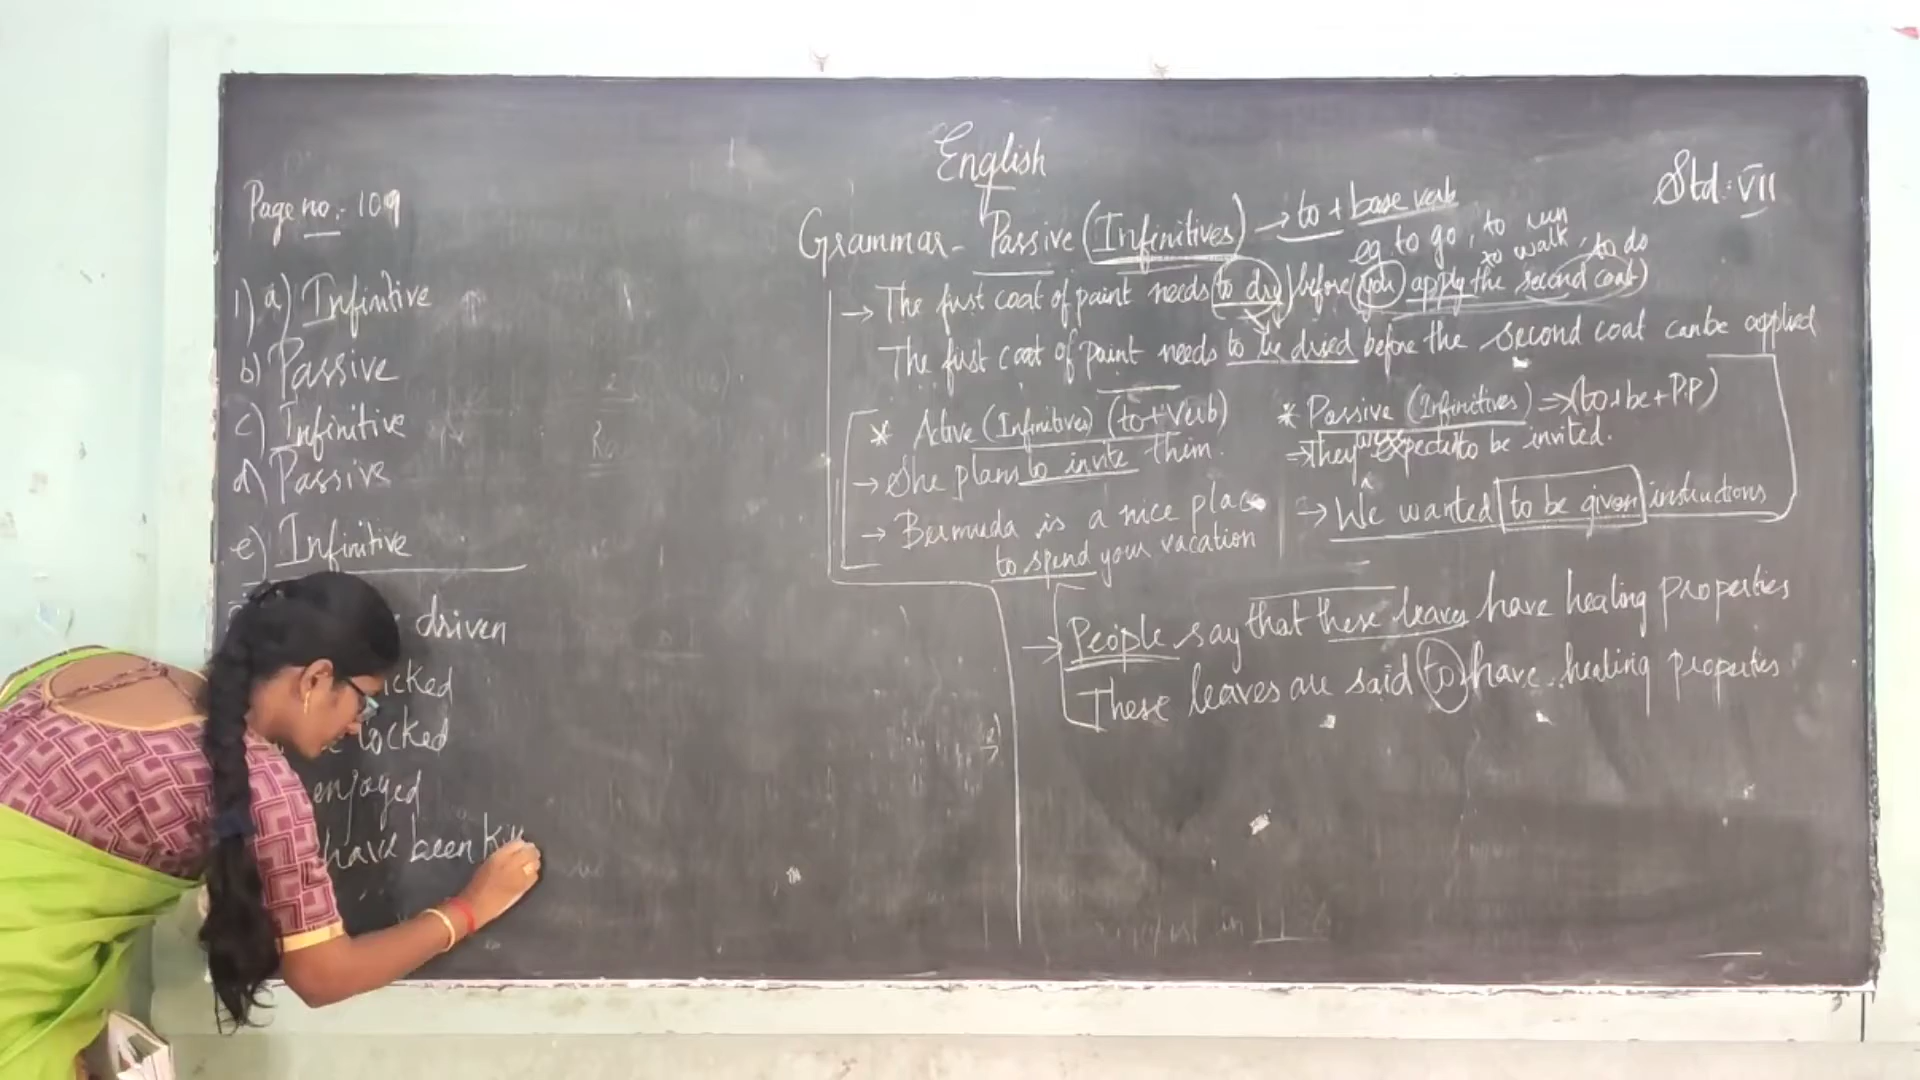 English
Std: VII
Page no:- 109
1) a) Infinitive
b) Passive
c) Infinitive
d) Passive
e) Infinitive
driven
icked
locked
enjoyed
have been
Grammar - Passive (Infinitives) → to + base verb
eg. to go, to run
to walk, to do
→ The first coat of paint needs (to dry) before (you) apply the second coat)
The first coat of paint needs to be dried before the second coat canbe applied
* Active (Infinitives) (to + Verb)
→ She plans to invite them.
→ Bermuda is a nice place
to spend your vacation
* Passive (Infinitives) ⇒ (to + be + P.P)
⇒ They were expected to be invited.
→ We wanted to be given instructions
→ People say that these leaves have healing properties
These leaves are said to have healing properties